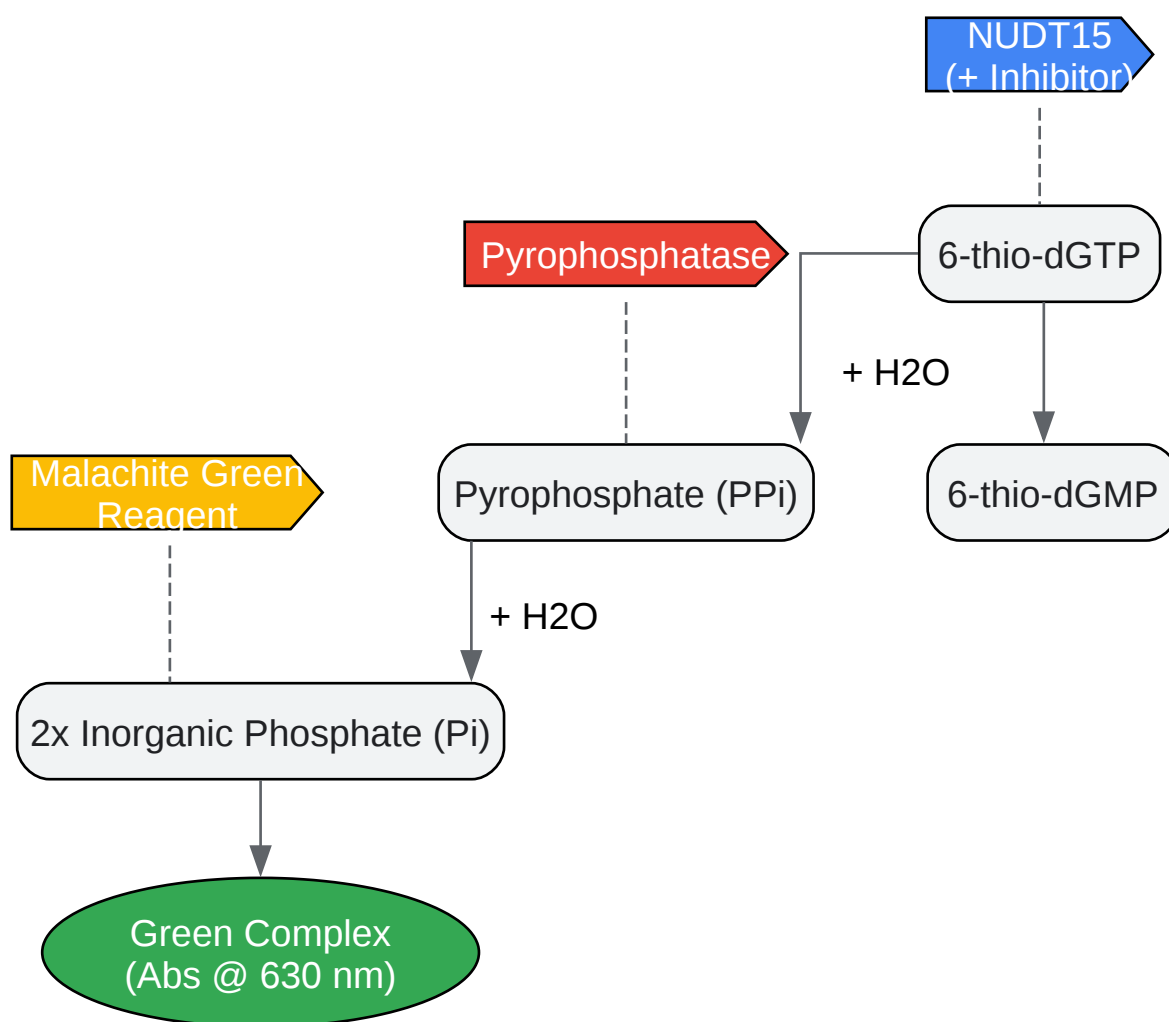 NUDT15
(+ Inhibitor)
Pyrophosphatase
6-thio-dGTP
+ H2O
Malachite Green
Reagent
Pyrophosphate (PPi)
6-thio-dGMP
+ H2O
2x Inorganic Phosphate (Pi)
Green Complex
(Abs @ 630 nm)